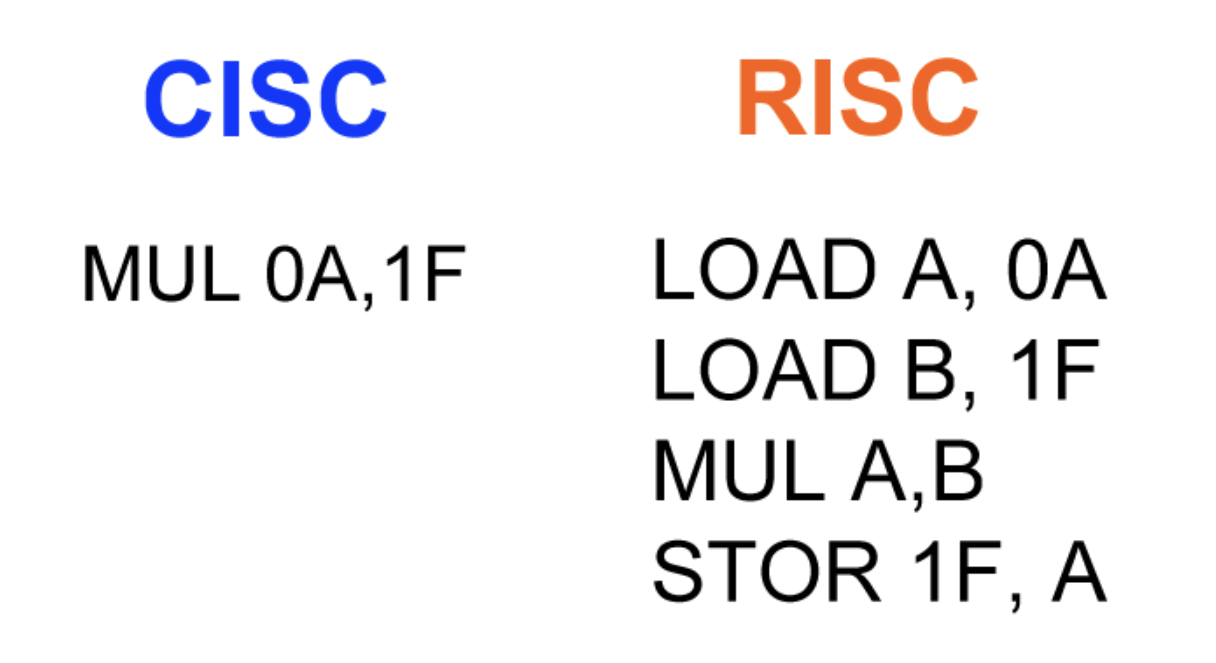 CISC
MUL 0A,1F
RISC
LOAD A, 0A
LOAD B, 1F
MUL A,B
STOR 1F, A